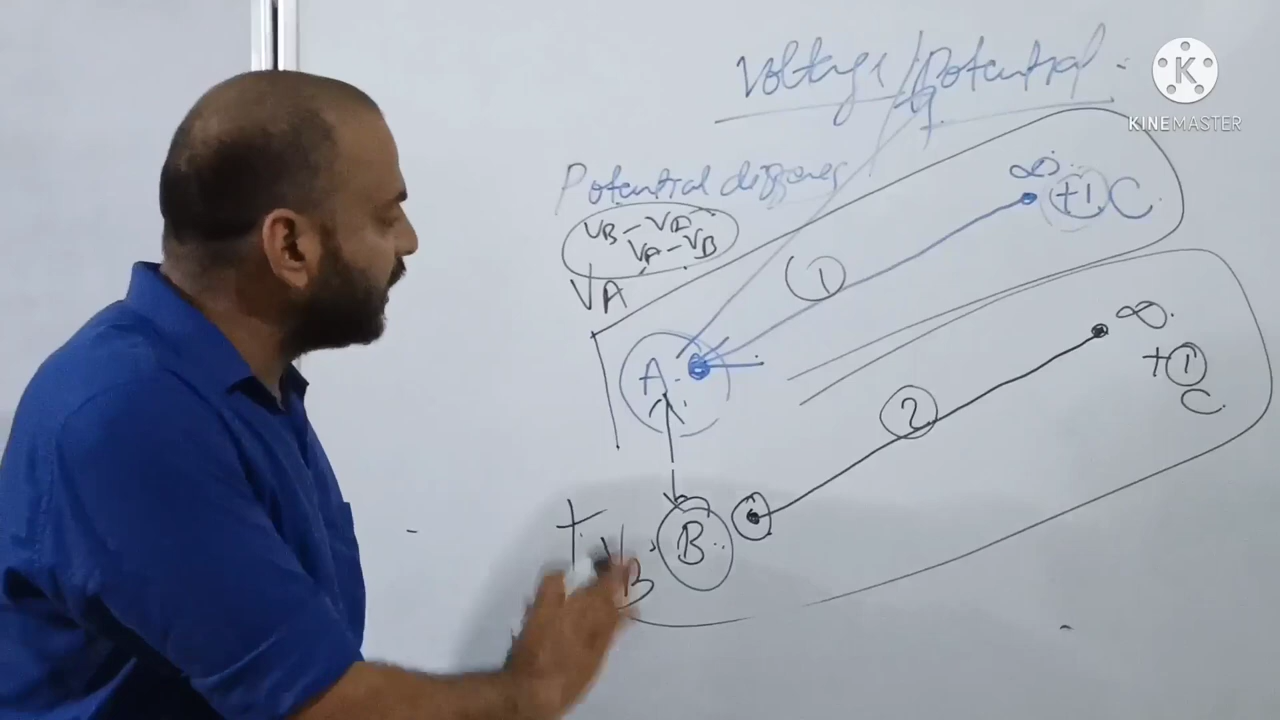 Voltage/Potential
KINEMASTER
Potential difference
∞
+1 C
VB-VA
VA-VB
①
VA
A
∞
+① C
②
B
+ VB